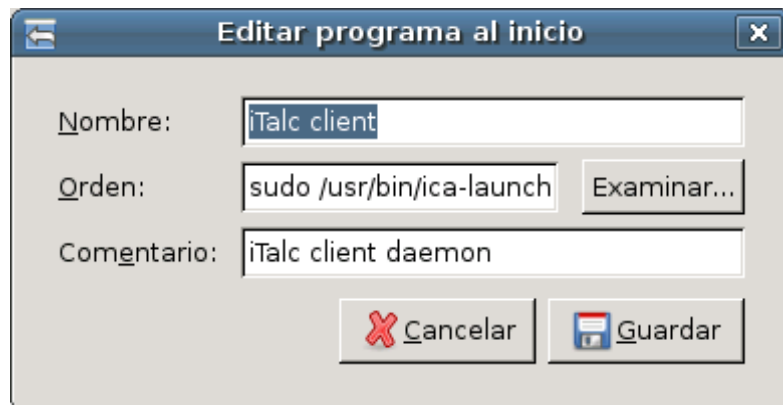 Editar programa al inicio
Nombre: iTalc client
Orden: sudo /usr/bin/ica-launch Examinar...
Comentario: iTalc client daemon
Cancelar Guardar